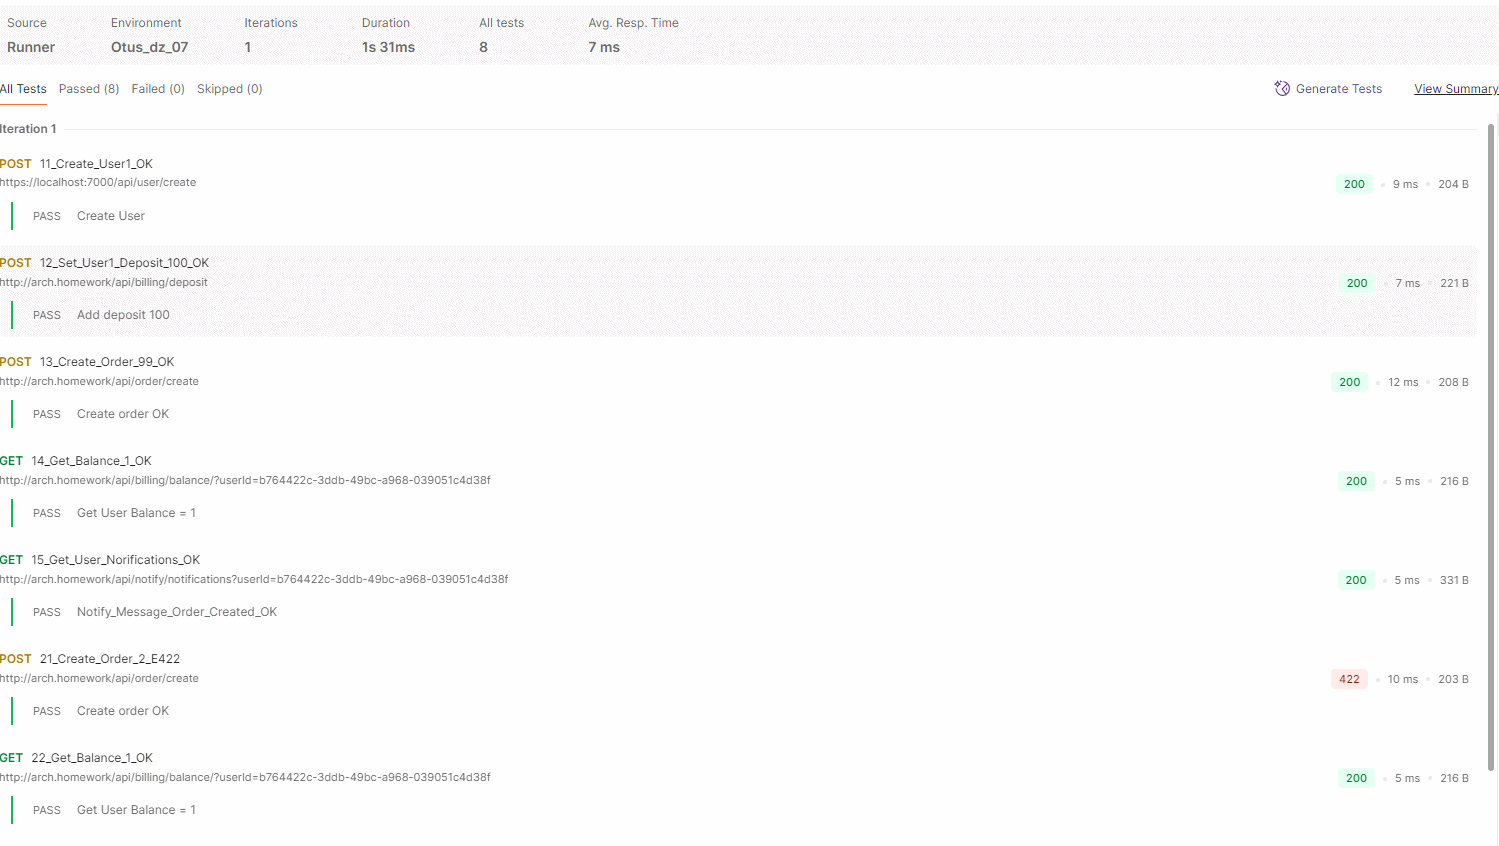 Source Environment Iterations Duration All tests Avg. Resp. Time
Runner Otus_dz_07 1 1s 31ms 8 7 ms
All Tests Passed (8) Failed (0) Skipped (0) Generate Tests View Summary
Iteration 1
POST 11_Create_User1_OK
https://localhost:7000/api/user/create
200 9 ms 204 B
PASS Create User
POST 12_Set_User1_Deposit_100_OK
http://arch.homework/api/billing/deposit
200 7 ms 221 B
PASS Add deposit 100
POST 13_Create_Order_99_OK
http://arch.homework/api/order/create
200 12 ms 208 B
PASS Create order OK
GET 14_Get_Balance_1_OK
http://arch.homework/api/billing/balance/?userId=b764422c-3ddb-49bc-a968-039051c4d38f
200 5 ms 216 B
PASS Get User Balance = 1
GET 15_Get_User_Norifications_OK
http://arch.homework/api/notify/notifications?userId=b764422c-3ddb-49bc-a968-039051c4d38f
200 5 ms 331 B
PASS Notify_Message_Order_Created_OK
POST 21_Create_Order_2_E422
http://arch.homework/api/order/create
422 10 ms 203 B
PASS Create order OK
GET 22_Get_Balance_1_OK
http://arch.homework/api/billing/balance/?userId=b764422c-3ddb-49bc-a968-039051c4d38f
200 5 ms 216 B
PASS Get User Balance = 1